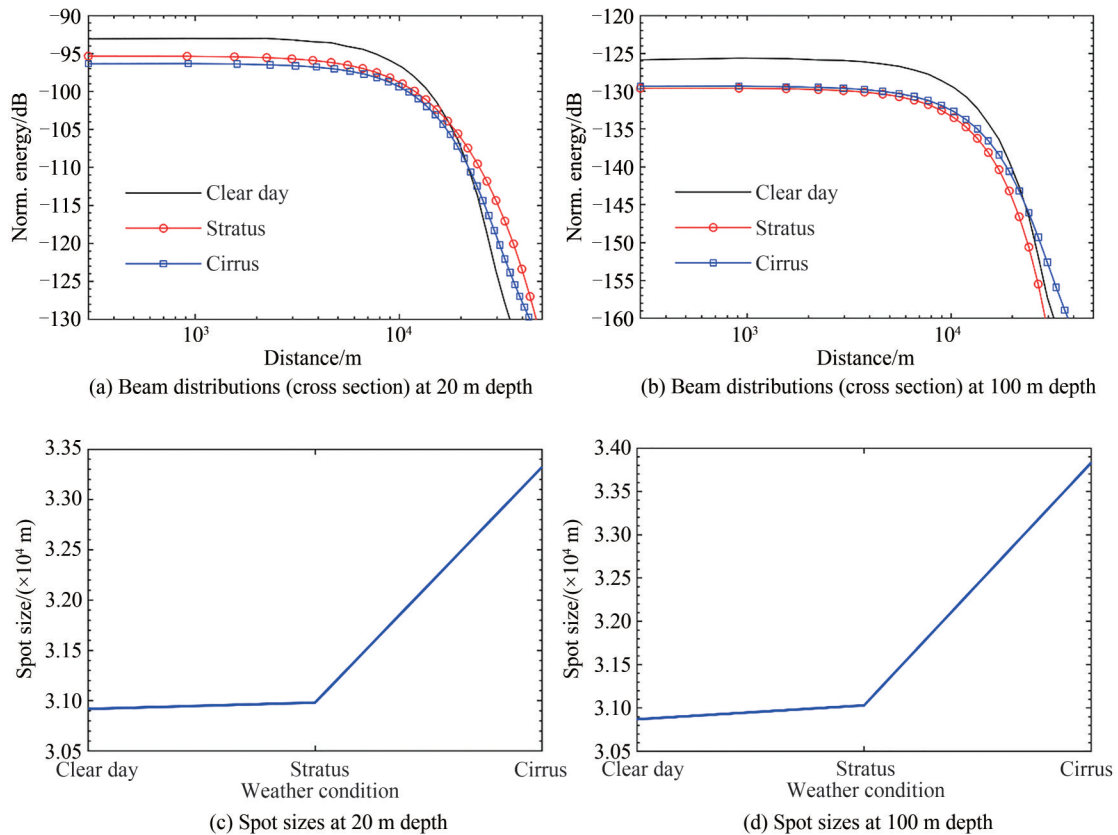 −90
−95
−100
−105
−110
−115
−120
−125
−130
Norm. energy/dB
Clear day
Stratus
Cirrus
10³
10⁴
Distance/m
(a) Beam distributions (cross section) at 20 m depth
−120
−125
−130
−135
−140
−145
−150
−155
−160
Norm. energy/dB
Clear day
Stratus
Cirrus
10³
10⁴
Distance/m
(b) Beam distributions (cross section) at 100 m depth
3.35
3.30
3.25
3.20
3.15
3.10
3.05
Spot size/(×10⁴ m)
Clear day
Stratus
Cirrus
Weather condition
(c) Spot sizes at 20 m depth
3.40
3.35
3.30
3.25
3.20
3.15
3.10
3.05
Spot size/(×10⁴ m)
Clear day
Stratus
Cirrus
Weather condition
(d) Spot sizes at 100 m depth